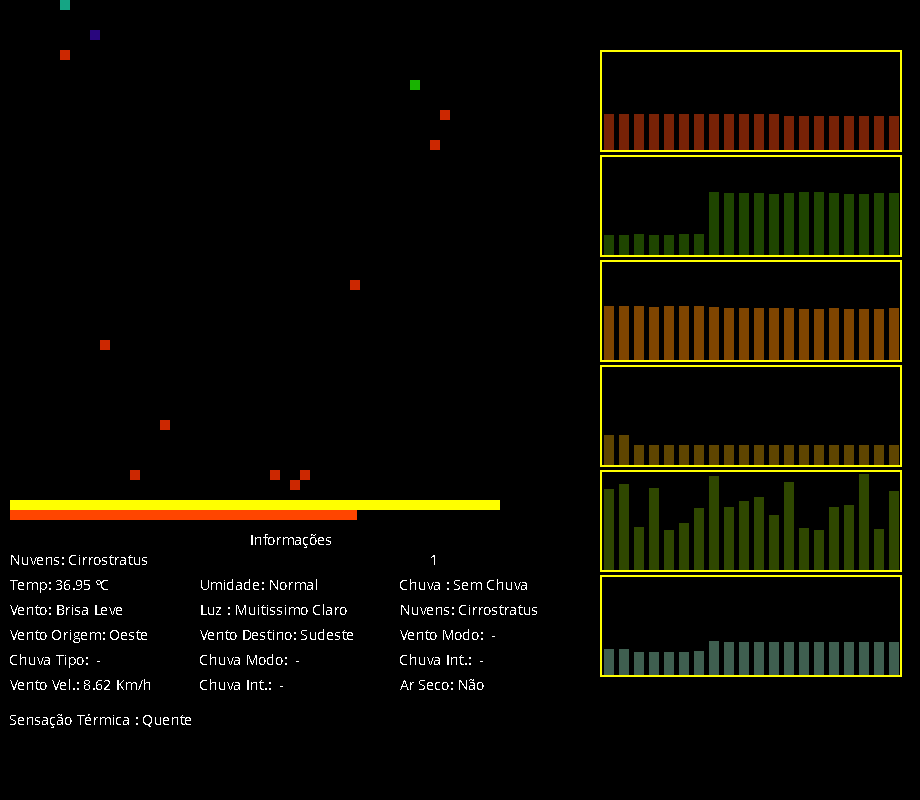 Informações
Nuvens: Cirrostratus 1
Temp: 36.95 ºC Umidade: Normal Chuva : Sem Chuva
Vento: Brisa Leve Luz : Muitissimo Claro Nuvens: Cirrostratus
Vento Origem: Oeste Vento Destino: Sudeste Vento Modo: -
Chuva Tipo: - Chuva Modo: - Chuva Int.: -
Vento Vel.: 8.62 Km/h Chuva Int.: - Ar Seco: Não
Sensação Térmica : Quente